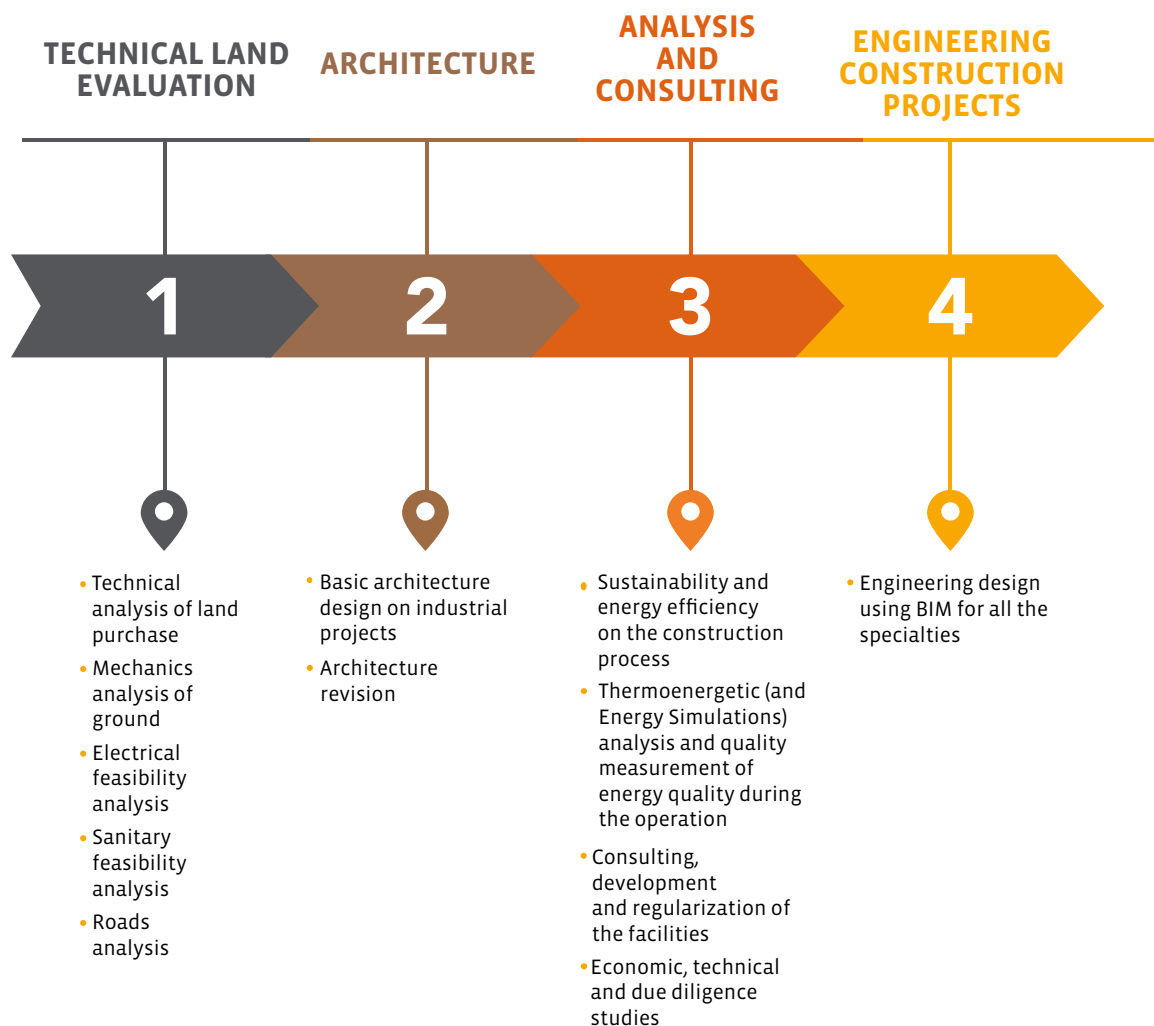 TECHNICAL LAND
EVALUATION
ARCHITECTURE
ANALYSIS
AND
CONSULTING
ENGINEERING
CONSTRUCTION
PROJECTS
1
2
3
4
• Technical
analysis of land
purchase
• Mechanics
analysis of
ground
• Electrical
feasibility
analysis
• Sanitary
feasibility
analysis
• Roads
analysis
• Basic architecture
design on industrial
projects
• Architecture
revision
• Sustainability and
energy efficiency
on the construction
process
• Thermoenergetic (and
Energy Simulations)
analysis and quality
measurement of
energy quality during
the operation
• Consulting,
development
and regularization of
the facilities
• Economic, technical
and due diligence
studies
• Engineering design
using BIM for all the
specialties